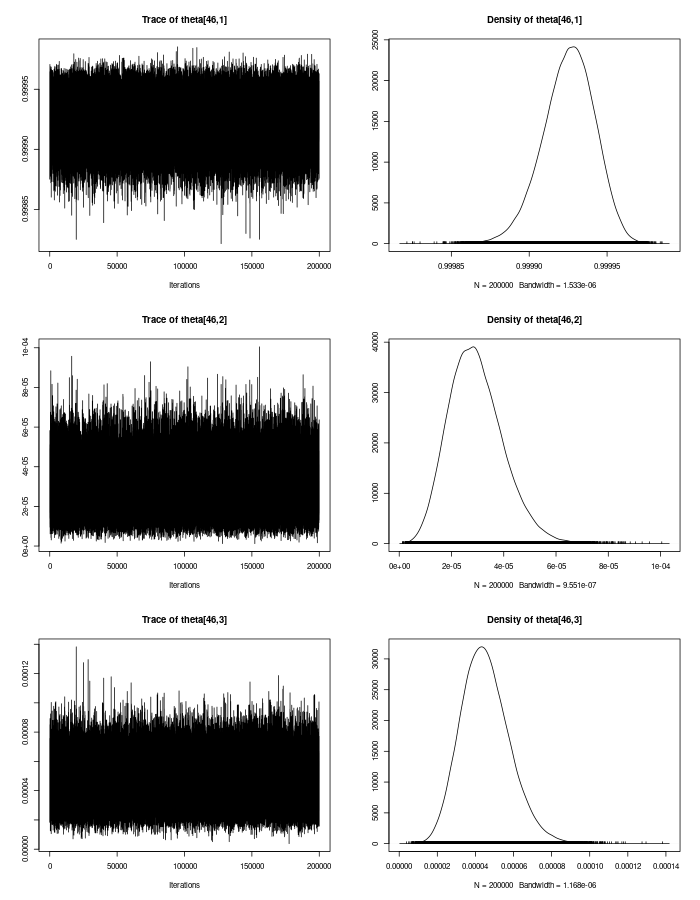 Trace of theta[46,1]
0.99985 0.99990 0.99995
0 50000 100000 150000 200000
Iterations
Density of theta[46,1]
0 5000 10000 15000 20000 25000
0.99985 0.99990 0.99995
N = 200000 Bandwidth = 1.533e-06
Trace of theta[46,2]
0e+00 2e-05 4e-05 6e-05 8e-05 1e-04
0 50000 100000 150000 200000
Iterations
Density of theta[46,2]
0 10000 20000 30000 40000
0e+00 2e-05 4e-05 6e-05 8e-05 1e-04
N = 200000 Bandwidth = 9.551e-07
Trace of theta[46,3]
0.00000 0.00004 0.00008 0.00012
0 50000 100000 150000 200000
Iterations
Density of theta[46,3]
0 5000 10000 15000 20000 25000 30000
0.00000 0.00002 0.00004 0.00006 0.00008 0.00010 0.00012 0.00014
N = 200000 Bandwidth = 1.168e-06